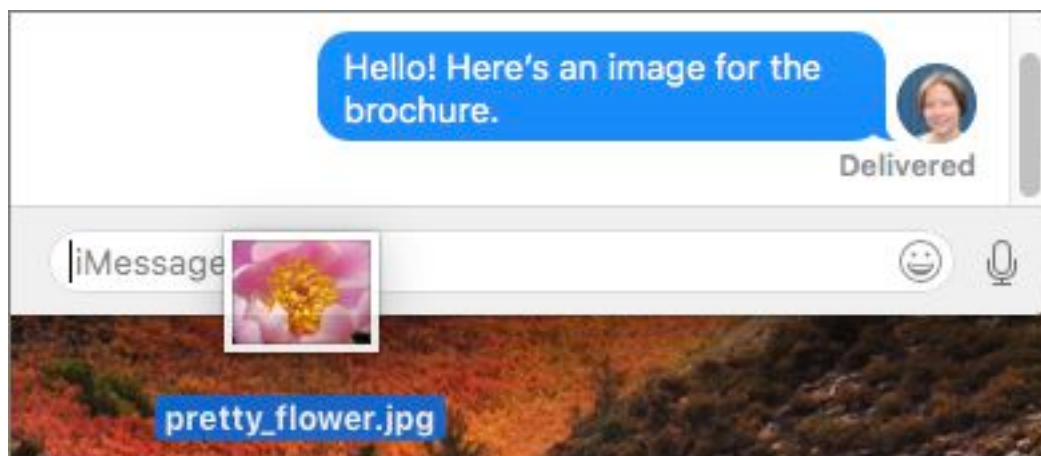 Hello! Here’s an image for the
brochure.
Delivered
iMessage
pretty_flower.jpg